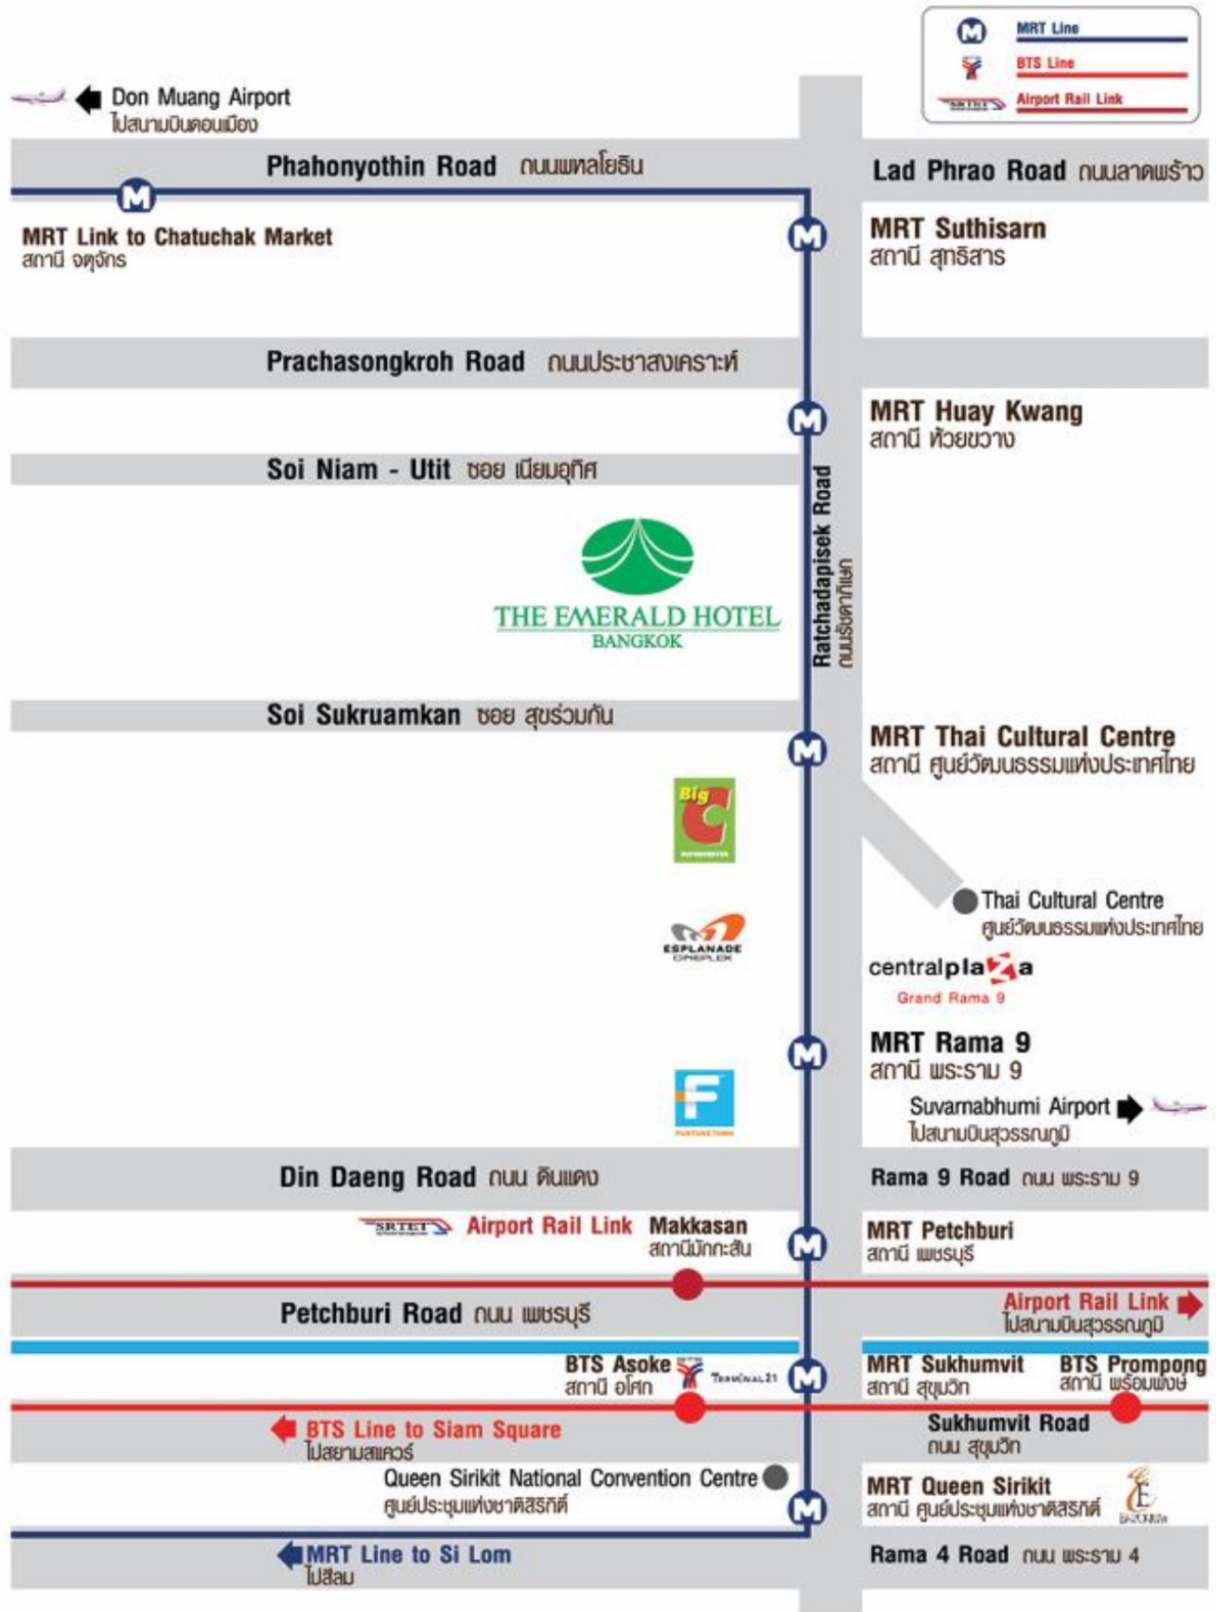 MRT Line
BTS Line
SRTET Airport Rail Link
Don Muang Airport
ไปสนามบินดอนเมือง
Phahonyothin Road ถนนพหลโยธิน
Lad Phrao Road ถนนลาดพร้าว
M
MRT Link to Chatuchak Market
สถานี จตุจักร
M
MRT Suthisarn
สถานี สุทธิสาร
Prachasongkroh Road ถนนประชาสงเคราะห์
M
MRT Huay Kwang
สถานี ห้วยขวาง
Soi Niam - Utit ซอย เนียมอุทิศ
Ratchadapisek Road
ถนนรัชดาภิเษก
THE EMERALD HOTEL
BANGKOK
Soi Sukruamkan ซอย สุขร่วมกัน
M
MRT Thai Cultural Centre
สถานี ศูนย์วัฒนธรรมแห่งประเทศไทย
Big
C
SUPERCENTER
Thai Cultural Centre
ศูนย์วัฒนธรรมแห่งประเทศไทย
ESPLANADE
CINEPLEX
centralplaza
Grand Rama 9
M
MRT Rama 9
สถานี พระราม 9
F
FORTUNE TOWN
Suvarnabhumi Airport
ไปสนามบินสุวรรณภูมิ
Din Daeng Road ถนน ดินแดง
Rama 9 Road ถนน พระราม 9
SRTET Airport Rail Link Makkasan
สถานีมักกะสัน
M
MRT Petchburi
สถานี เพชรบุรี
Petchburi Road ถนน เพชรบุรี
Airport Rail Link
ไปสนามบินสุวรรณภูมิ
BTS Asoke
สถานี อโศก
BTS
TERMINAL 21
M
MRT Sukhumvit
สถานี สุขุมวิท
BTS Prompong
สถานี พร้อมพงษ์
BTS Line to Siam Square
ไปสยามสแควร์
Sukhumvit Road
ถนน สุขุมวิท
Queen Sirikit National Convention Centre
ศูนย์ประชุมแห่งชาติสิริกิติ์
M
MRT Queen Sirikit
สถานี ศูนย์ประชุมแห่งชาติสิริกิติ์
E
EMPORIUM
MRT Line to Si Lom
ไปสีลม
Rama 4 Road ถนน พระราม 4